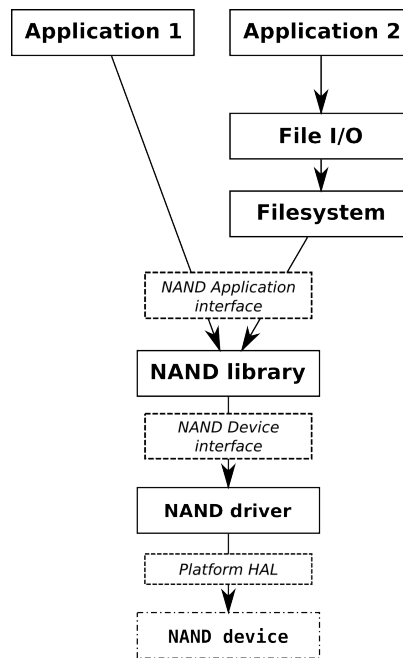 Application 1
Application 2
File I/O
Filesystem
NAND Application
interface
NAND library
NAND Device
interface
NAND driver
Platform HAL
NAND device